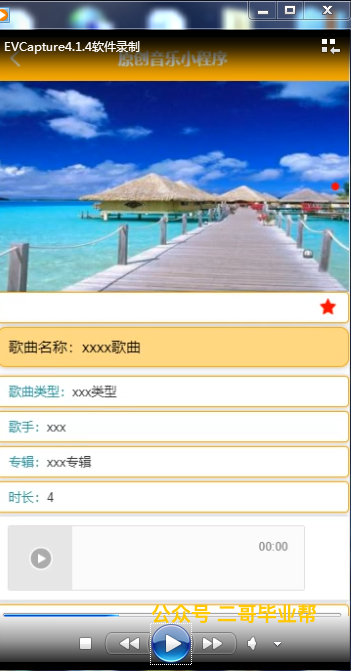 EVCapture4.1.4软件录制
原创音乐小程序
歌曲名称：xxxx歌曲
歌曲类型：xxx类型
歌手：xxx
专辑：xxx专辑
时长：4
00:00
公众号 二哥毕业帮